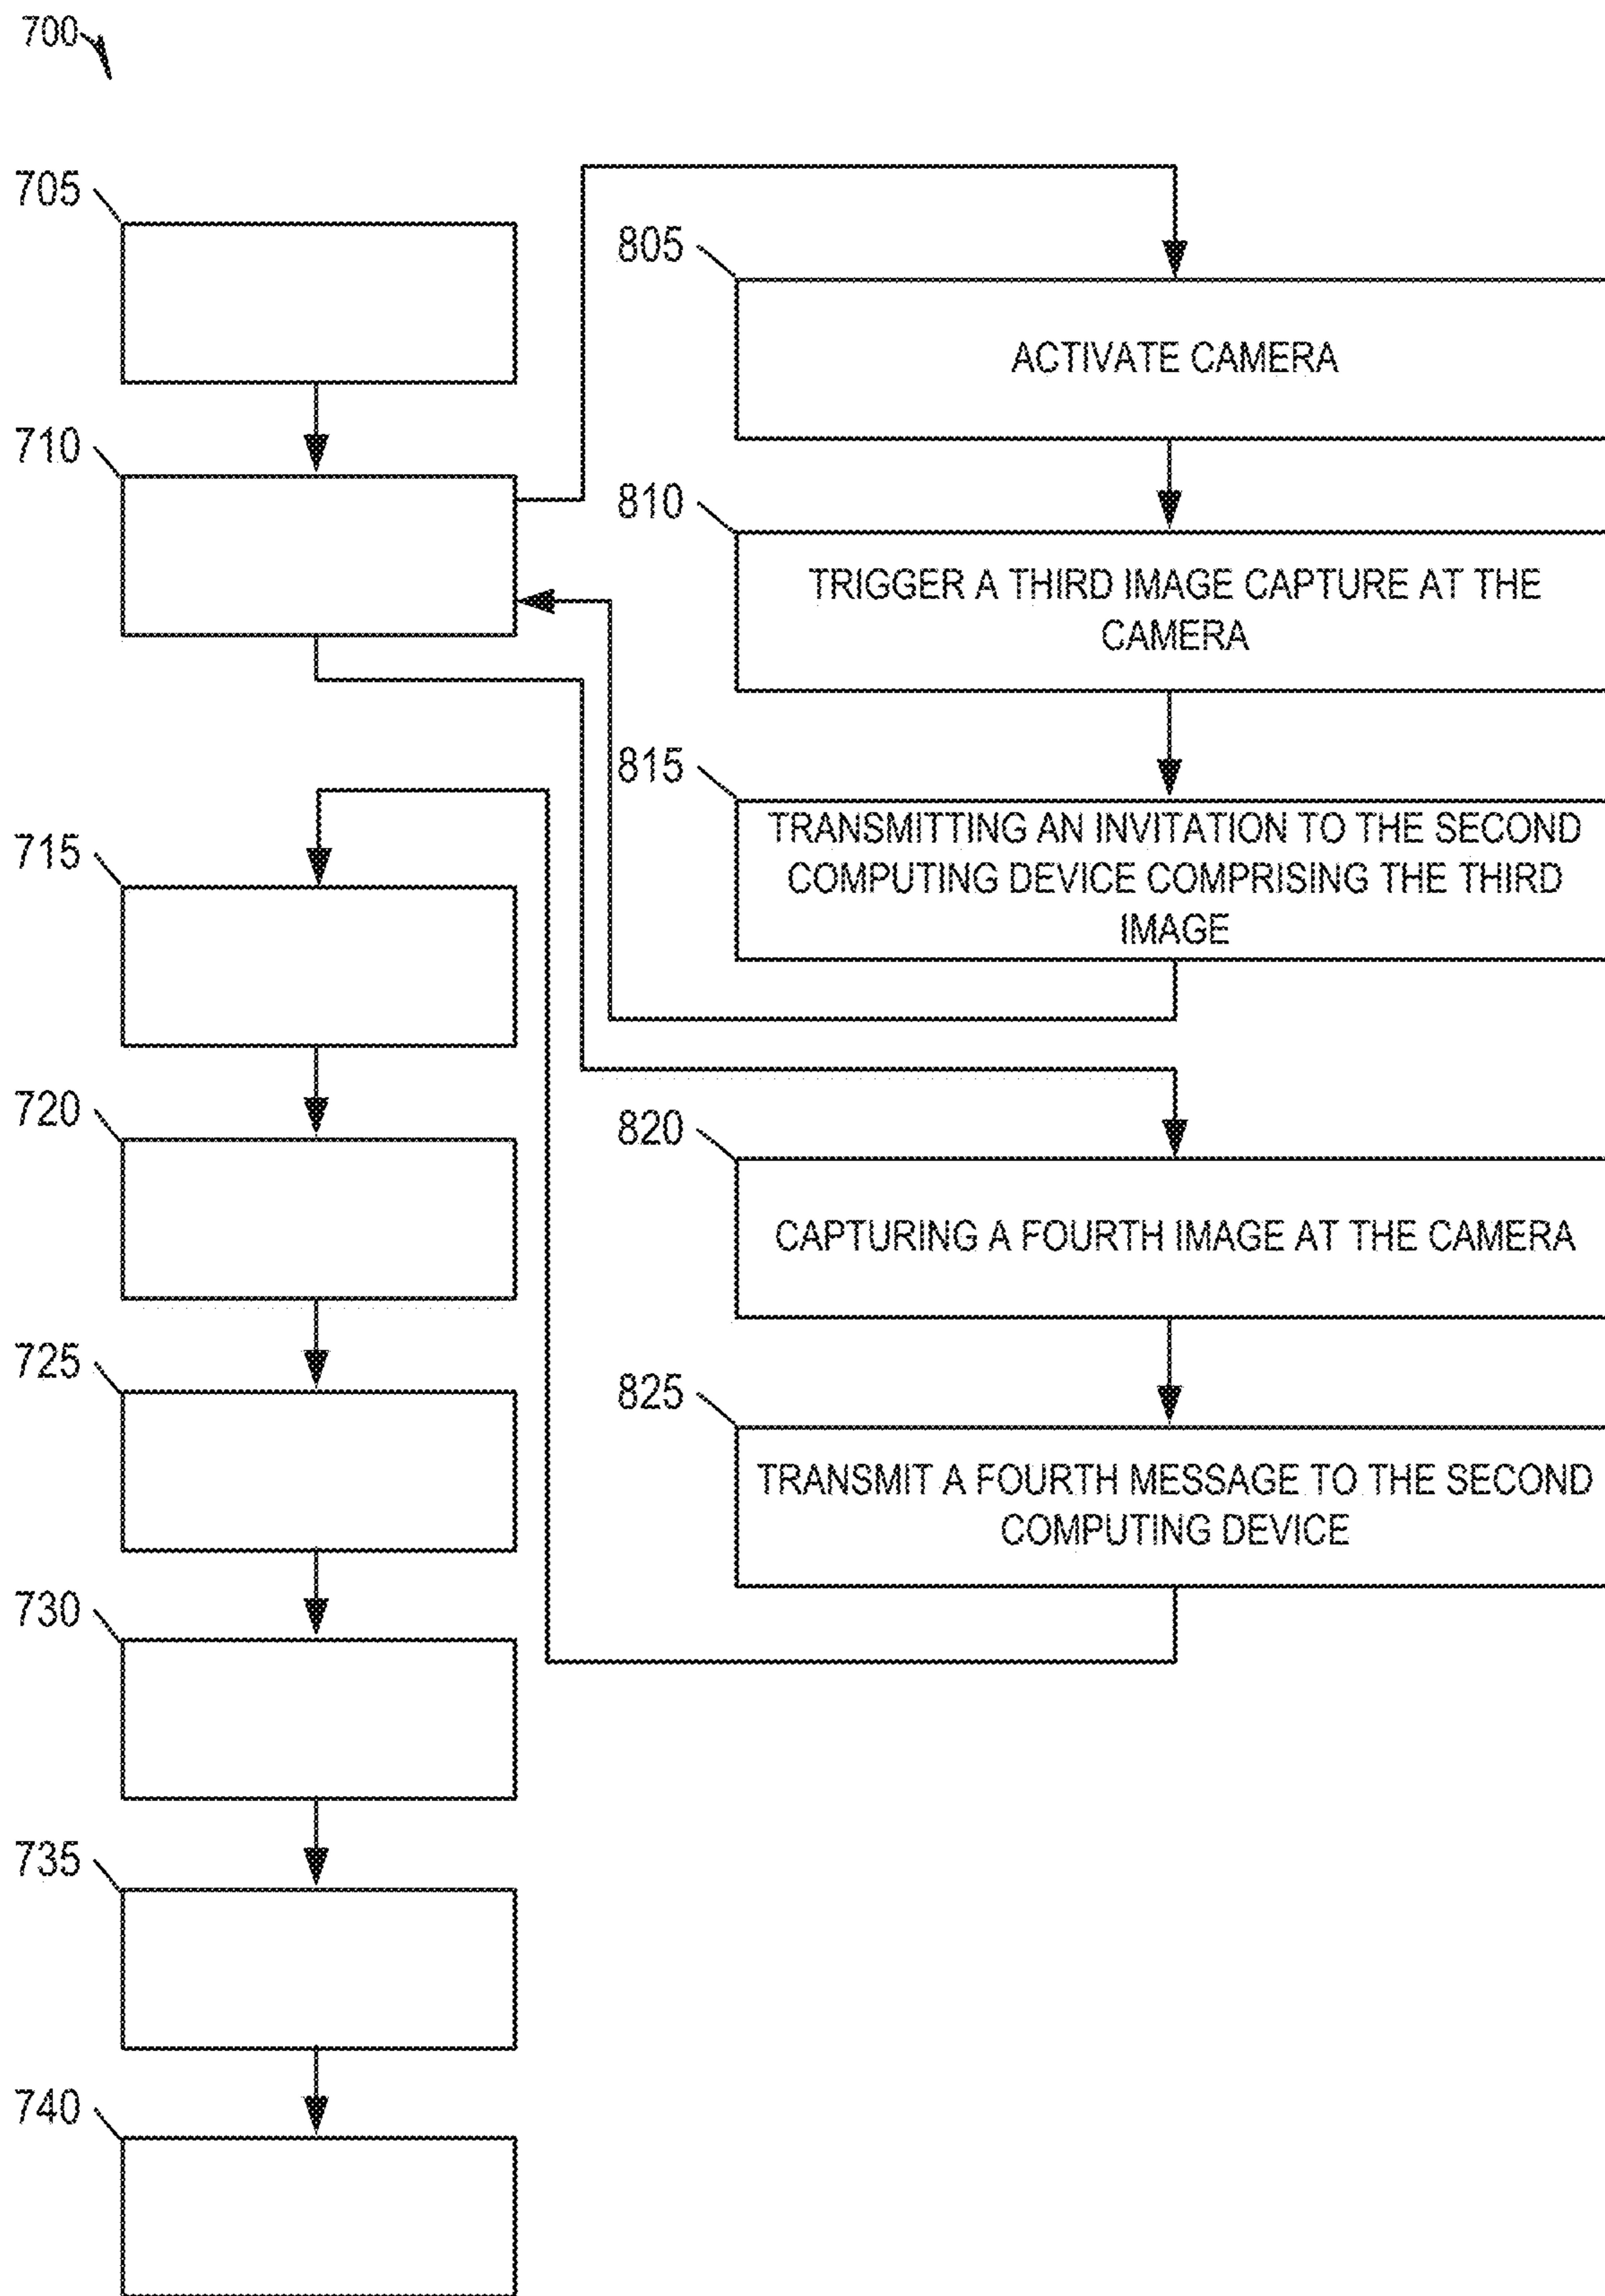 700
705
805
ACTIVATE CAMERA
710
810
TRIGGER A THIRD IMAGE CAPTURE AT THE
CAMERA
815
TRANSMITTING AN INVITATION TO THE SECOND
COMPUTING DEVICE COMPRISING THE THIRD
IMAGE
715
720
820
CAPTURING A FOURTH IMAGE AT THE CAMERA
725
825
TRANSMIT A FOURTH MESSAGE TO THE SECOND
COMPUTING DEVICE
730
735
740